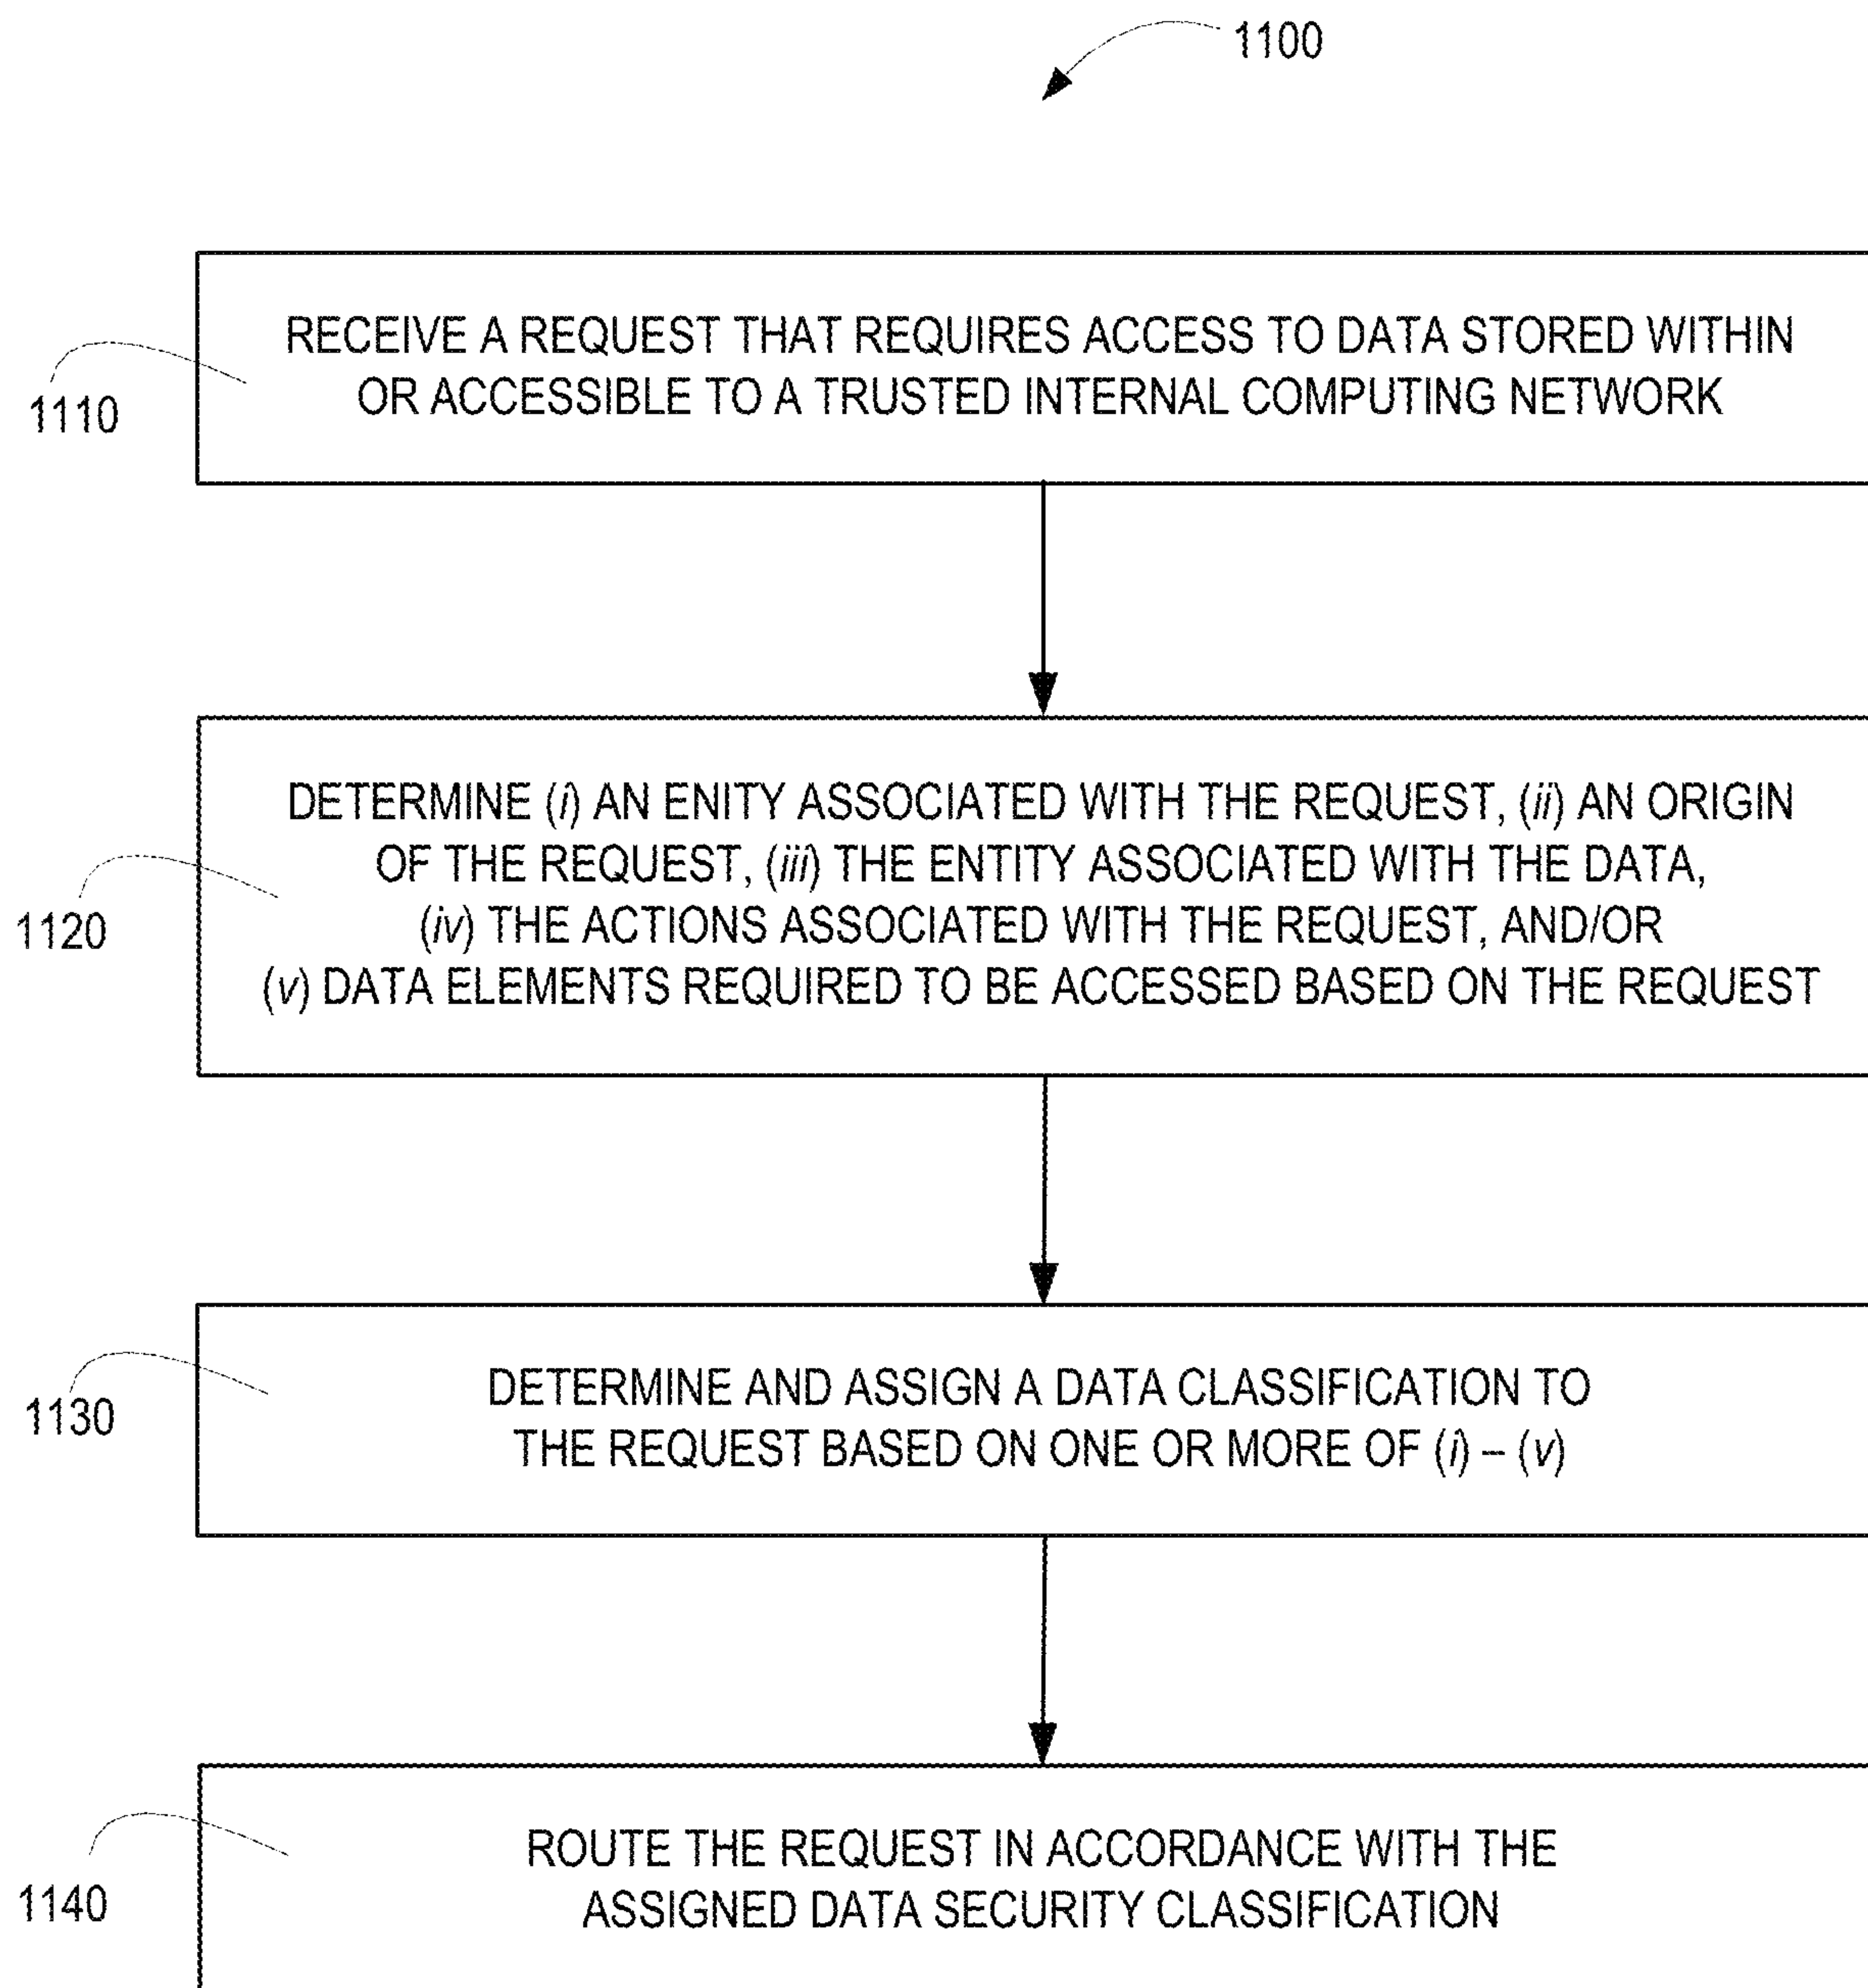 1100
RECEIVE A REQUEST THAT REQUIRES ACCESS TO DATA STORED WITHIN
OR ACCESSIBLE TO A TRUSTED INTERNAL COMPUTING NETWORK
1110
DETERMINE (i) AN ENITY ASSOCIATED WITH THE REQUEST, (ii) AN ORIGIN
OF THE REQUEST, (iii) THE ENTITY ASSOCIATED WITH THE DATA,
(iv) THE ACTIONS ASSOCIATED WITH THE REQUEST, AND/OR
(v) DATA ELEMENTS REQUIRED TO BE ACCESSED BASED ON THE REQUEST
1120
DETERMINE AND ASSIGN A DATA CLASSIFICATION TO
THE REQUEST BASED ON ONE OR MORE OF (i) – (v)
1130
ROUTE THE REQUEST IN ACCORDANCE WITH THE
ASSIGNED DATA SECURITY CLASSIFICATION
1140